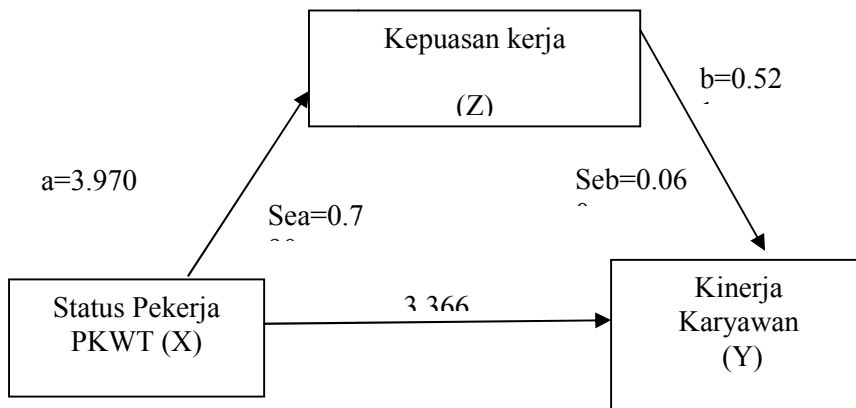 Kepuasan kerja
(Z)
b=0.52
a=3.970
Sea=0.7
Seb=0.06
Status Pekerja
PKWT (X)
3.366
Kinerja
Karyawan
(Y)